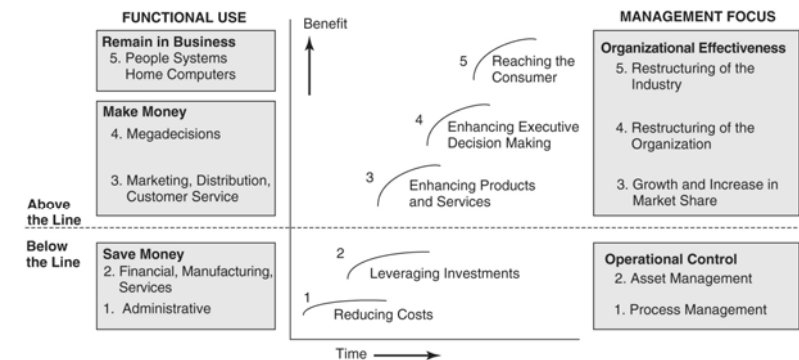 FUNCTIONAL USE
Remain in Business
5. People Systems
Home Computers
Make Money
4. Megadecisions
3. Marketing, Distribution,
Customer Service
Above
the Line
Below
the Line
Save Money
2. Financial, Manufacturing,
Services
1. Administrative
Benefit
5 Reaching the
Consumer
4 Enhancing Executive
Decision Making
3 Enhancing Products
and Services
2 Leveraging Investments
1 Reducing Costs
Time
MANAGEMENT FOCUS
Organizational Effectiveness
5. Restructuring of the
Industry
4. Restructuring of the
Organization
3. Growth and Increase in
Market Share
Operational Control
2. Asset Management
1. Process Management